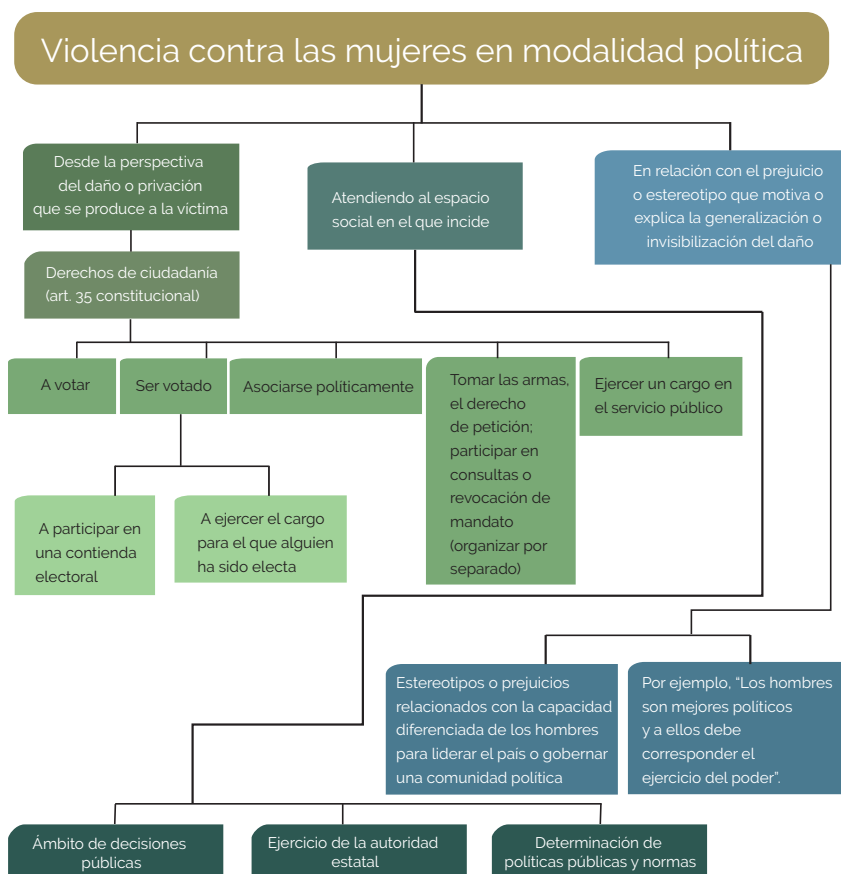 Violencia contra las mujeres en modalidad política
Desde la perspectiva
del daño o privación
que se produce a la víctima
Atendiendo al espacio
social en el que incide
En relación con el prejuicio
o estereotipo que motiva o
explica la generalización o
invisibilización del daño
Derechos de ciudadanía
(art. 35 constitucional)
A votar
Ser votado
Asociarse políticamente
Tomar las armas,
el derecho
de petición;
participar en
consultas o
revocación de
mandato
(organizar por
separado)
Ejercer un cargo en
el servicio público
A participar en
una contienda
electoral
A ejercer el cargo
para el que alguien
ha sido electa
Estereotipos o prejuicios
relacionados con la capacidad
diferenciada de los hombres
para liderar el país o gobernar
una comunidad política
Por ejemplo, “Los hombres
son mejores políticos
y a ellos debe
corresponder el
ejercicio del poder”.
Ámbito de decisiones
públicas
Ejercicio de la autoridad
estatal
Determinación de
políticas públicas y normas